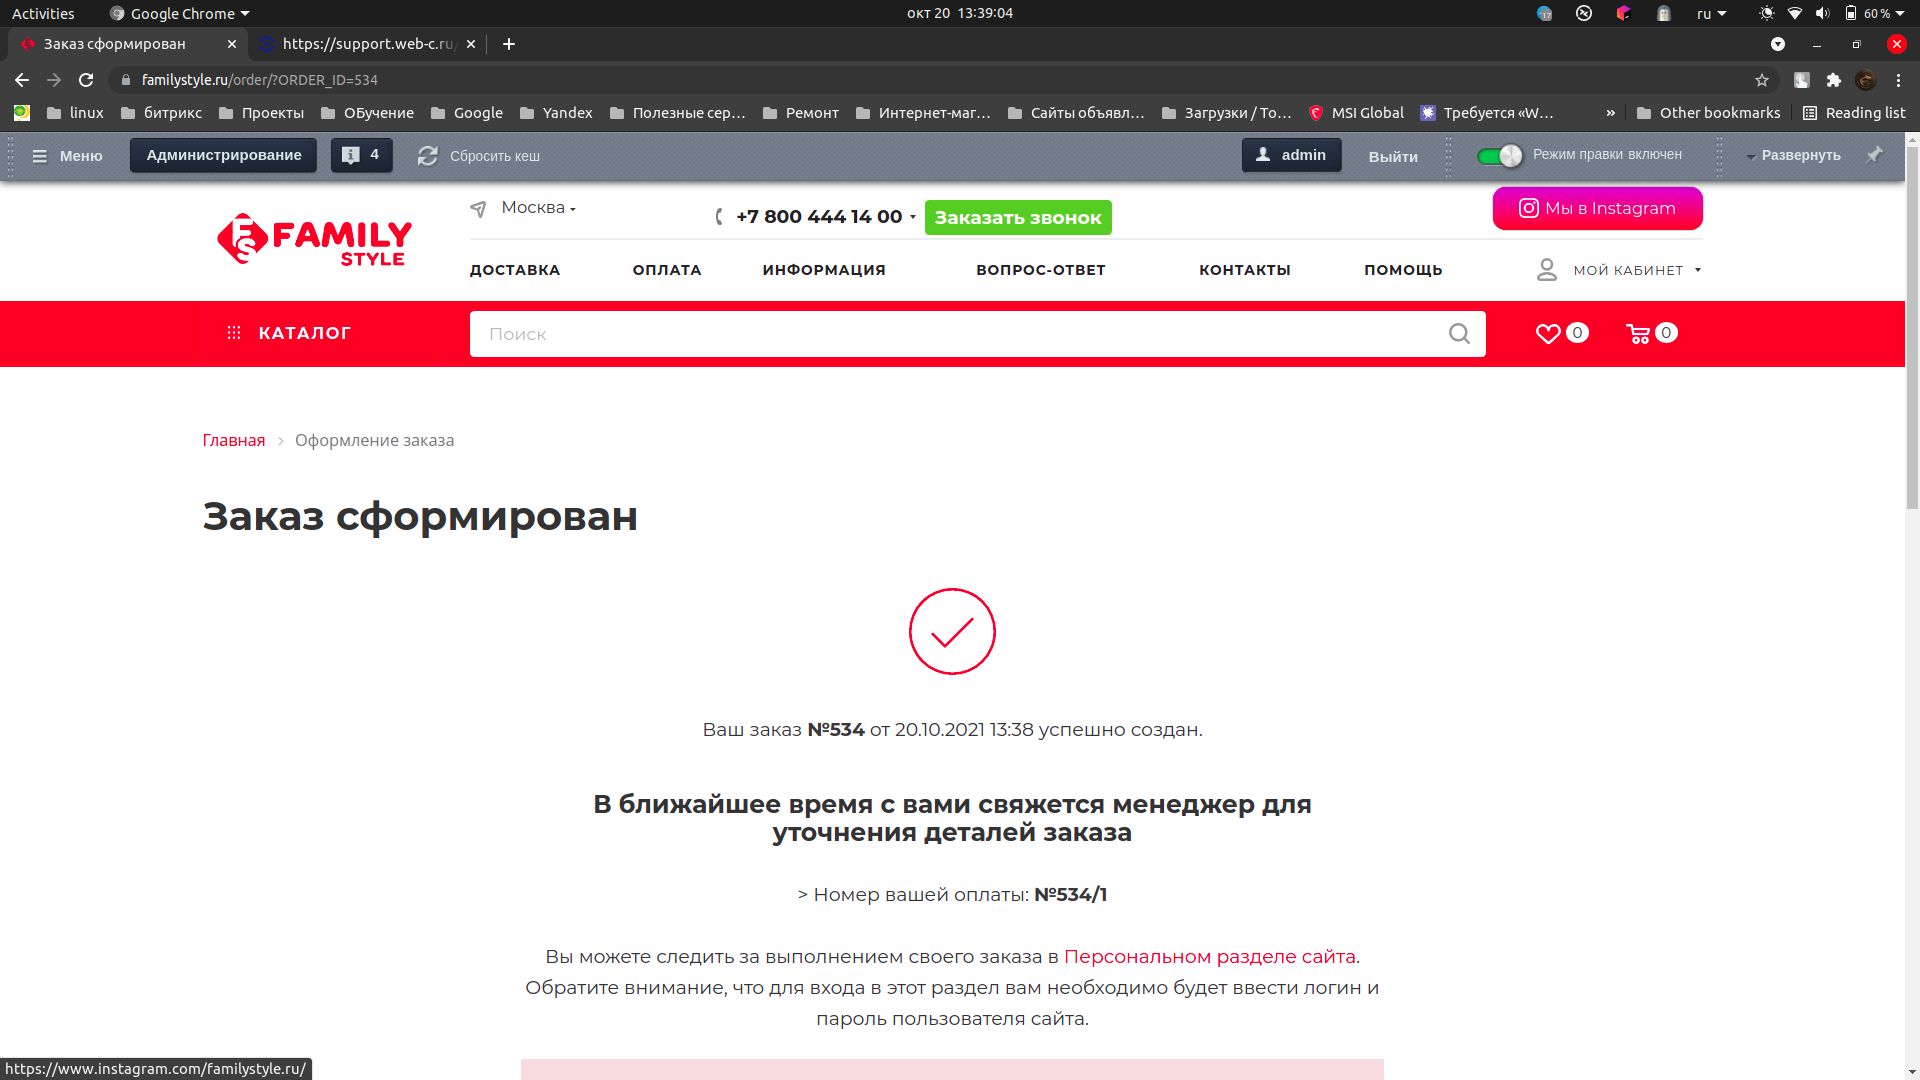 Activities
Google Chrome
окт 20 13:39:04
17
ru
60 %
Заказ сформирован
https://support.web-c.ru/
familystyle.ru/order/?ORDER_ID=534
linux
битрикс
Проекты
ОБучение
Google
Yandex
Полезные сер…
Ремонт
Интернет-маг…
Сайты объявл…
Загрузки / То…
MSI Global
Требуется «W…
»
Other bookmarks
Reading list
Меню
Администрирование
4
Сбросить кеш
admin
Выйти
Режим правки включен
Развернуть
FAMILY
STYLE
Москва
+7 800 444 14 00
Заказать звонок
Мы в Instagram
ДОСТАВКА
ОПЛАТА
ИНФОРМАЦИЯ
ВОПРОС-ОТВЕТ
КОНТАКТЫ
ПОМОЩЬ
МОЙ КАБИНЕТ
КАТАЛОГ
Поиск
0
0
Главная
Оформление заказа
Заказ сформирован
Ваш заказ №534 от 20.10.2021 13:38 успешно создан.
В ближайшее время с вами свяжется менеджер для
уточнения деталей заказа
> Номер вашей оплаты: №534/1
Вы можете следить за выполнением своего заказа в Персональном разделе сайта.
Обратите внимание, что для входа в этот раздел вам необходимо будет ввести логин и
пароль пользователя сайта.
https://www.instagram.com/familystyle.ru/